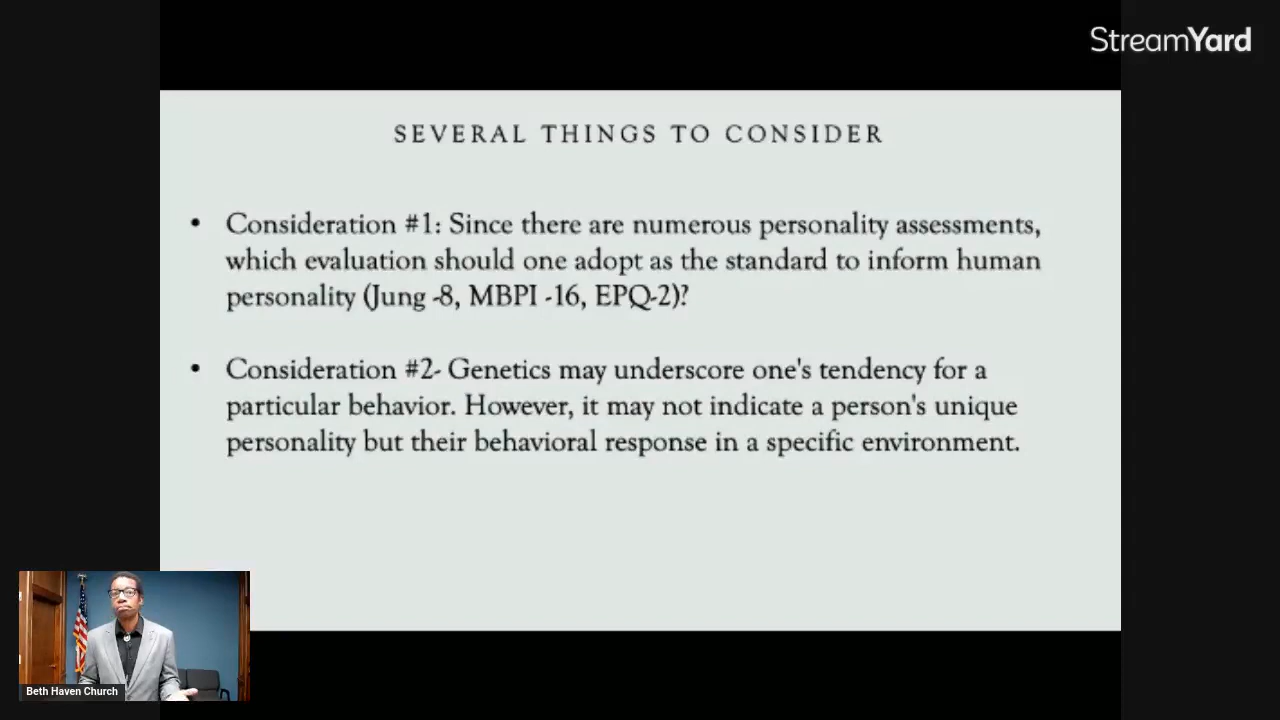 StreamYard
SEVERAL THINGS TO CONSIDER
• Consideration #1: Since there are numerous personality assessments,
which evaluation should one adopt as the standard to inform human
personality (Jung -8, MBPI -16, EPQ-2)?
• Consideration #2- Genetics may underscore one's tendency for a
particular behavior. However, it may not indicate a person's unique
personality but their behavioral response in a specific environment.
Beth Haven Church